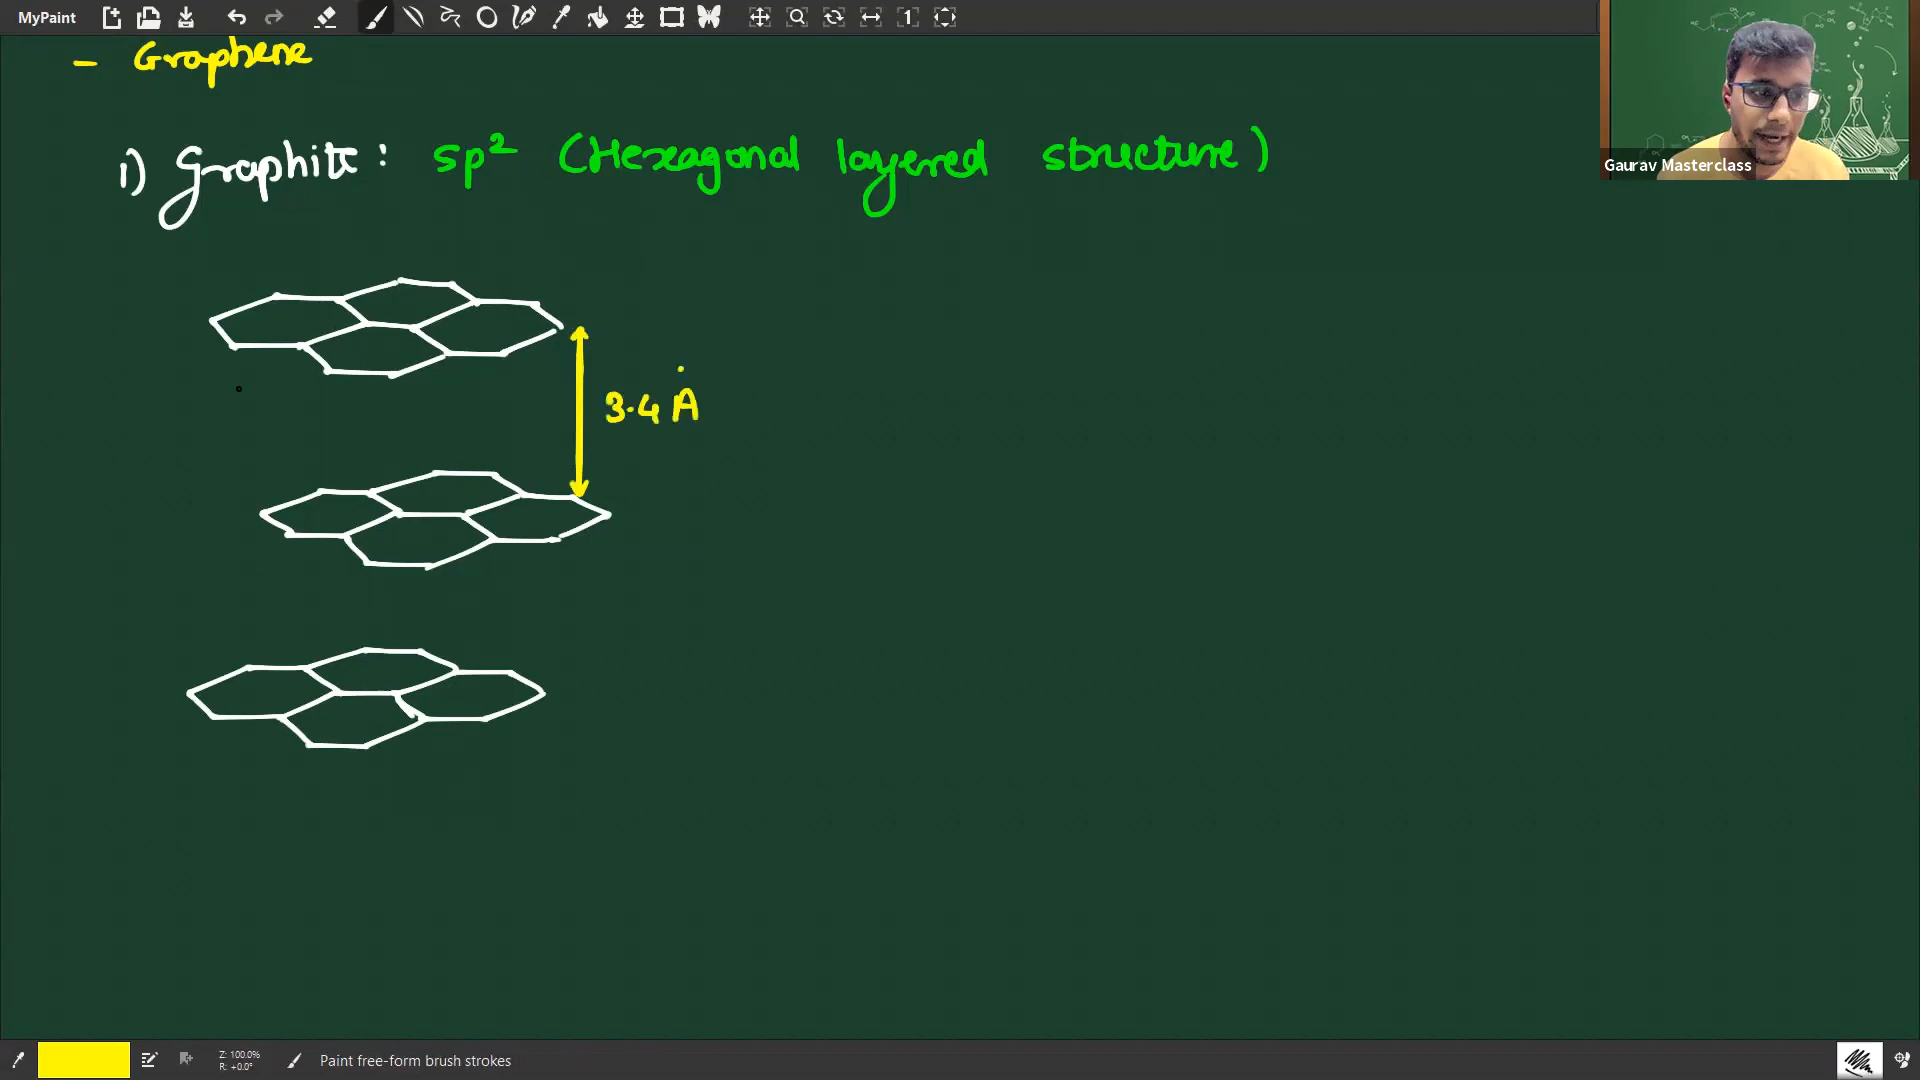 MyPaint
- Graphene
Gaurav Masterclass
1) Graphite: sp² (Hexagonal layered structure)
3.4 Å
Z: 100.0%
R: +0.0°
Paint free-form brush strokes